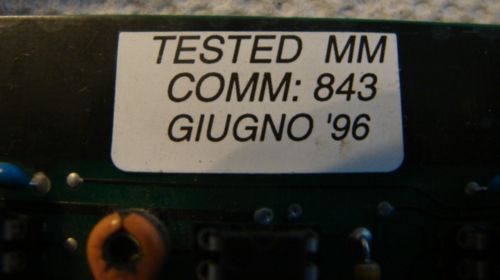 TESTED MM
COMM: 843
GIUGNO '96